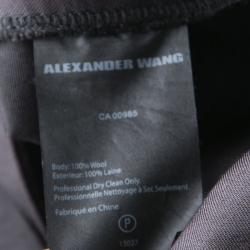 ALEXANDER WANG
CA 00985
Body: 100% Wool
Exterieur: 100% Laine
Professional Dry Clean Only.
Professionnelle Nettoyage à Sec Seulement
Fabriqué en Chine
P